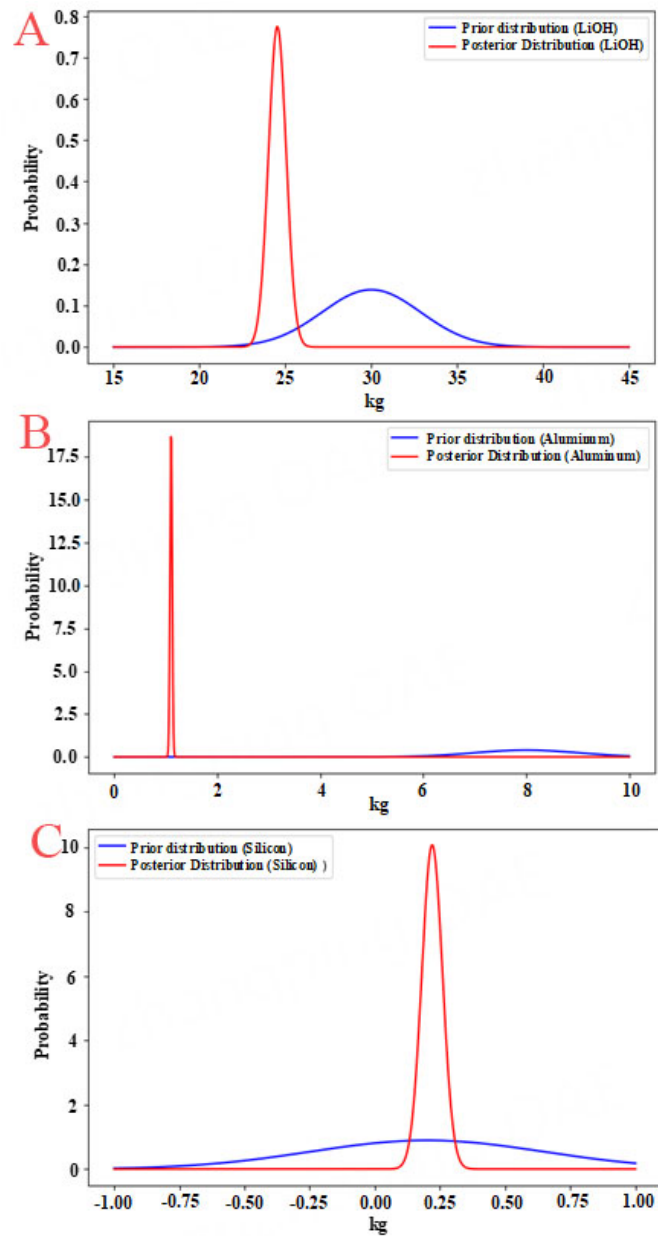 A
0.8
0.7
0.6
0.5
0.4
0.3
0.2
0.1
0.0
Probability
Prior distribution (LiOH)
Posterior Distribution (LiOH)
15 20 25 30 35 40 45
kg
B
17.5
15.0
12.5
10.0
7.5
5.0
2.5
0.0
Probability
Prior distribution (Aluminum)
Posterior Distribution (Aluminum)
0 2 4 6 8 10
kg
C
10
8
6
4
2
0
Probability
Prior distribution (Silicon)
Posterior Distribution (Silicon) )
-1.00 -0.75 -0.50 -0.25 0.00 0.25 0.50 0.75 1.00
kg